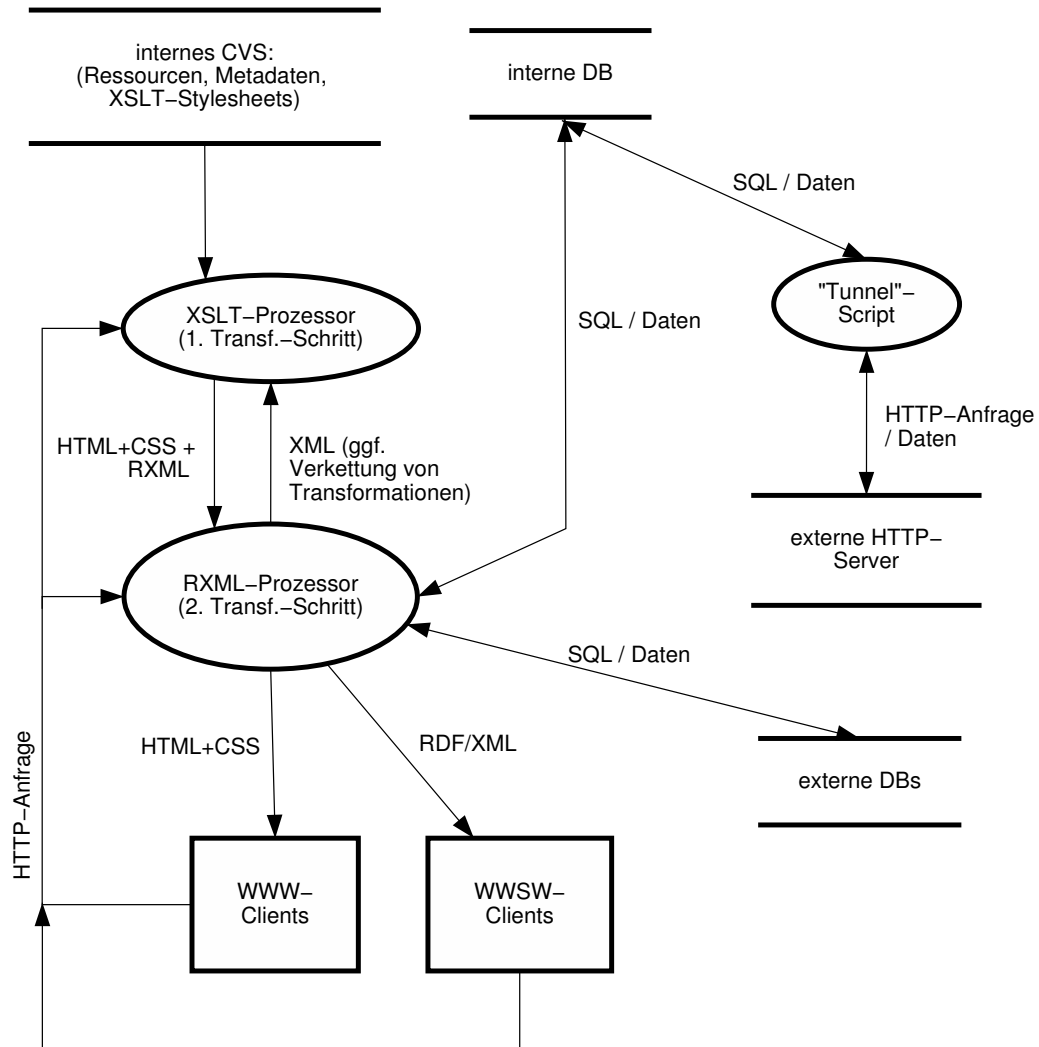 internes CVS:
(Ressourcen, Metadaten,
XSLT−Stylesheets)
interne DB
SQL / Daten
"Tunnel"−
Script
XSLT−Prozessor
(1. Transf.−Schritt)
SQL / Daten
HTTP−Anfrage
/ Daten
HTML+CSS +
RXML
XML (ggf.
Verkettung von
Transformationen)
externe HTTP−
Server
RXML−Prozessor
(2. Transf.−Schritt)
SQL / Daten
HTML+CSS
RDF/XML
externe DBs
HTTP−Anfrage
WWW−
Clients
WWSW−
Clients